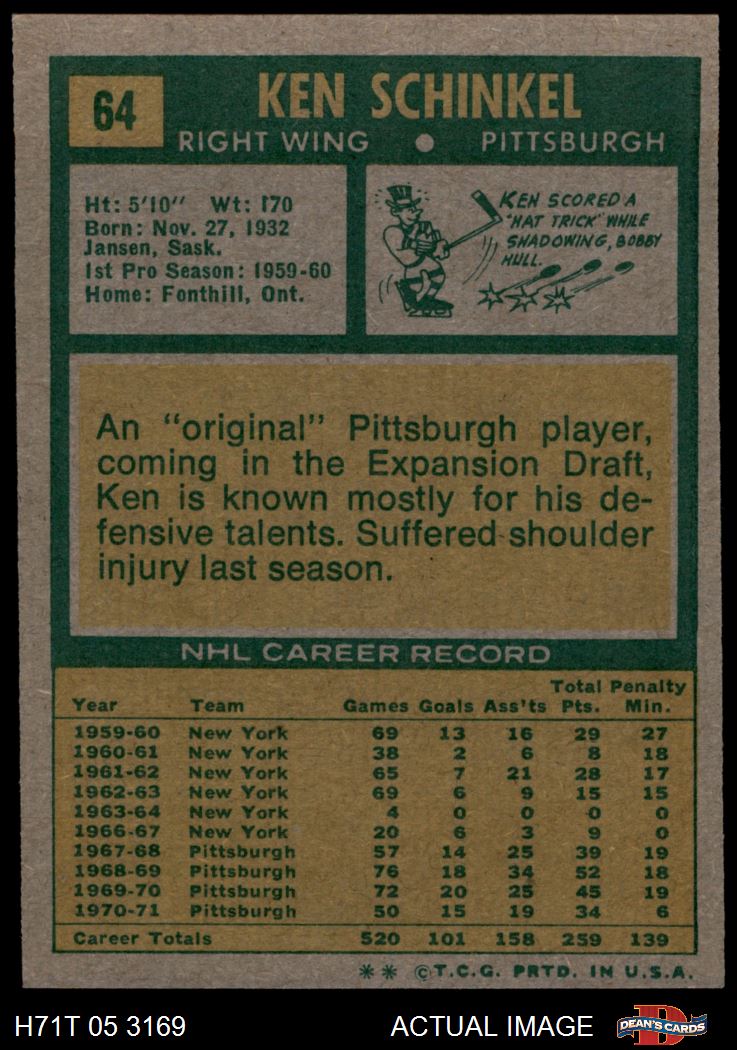 64
KEN SCHINKEL
RIGHT WING • PITTSBURGH
Ht: 5'10" Wt: 170
Born: Nov. 27, 1932
Jansen, Sask.
1st Pro Season: 1959-60
Home: Fonthill, Ont.
KEN SCORED A
"HAT TRICK" WHILE
SHADOWING, BOBBY
HULL.
An "original" Pittsburgh player,
coming in the Expansion Draft,
Ken is known mostly for his de-
fensive talents. Suffered shoulder
injury last season.
NHL CAREER RECORD
Total Penalty
Year Team Games Goals Ass'ts Pts. Min.
1959-60 New York 69 13 16 29 27
1960-61 New York 38 2 6 8 18
1961-62 New York 65 7 21 28 17
1962-63 New York 69 6 9 15 15
1963-64 New York 4 0 0 0 0
1966-67 New York 20 6 3 9 0
1967-68 Pittsburgh 57 14 25 39 19
1968-69 Pittsburgh 76 18 34 52 18
1969-70 Pittsburgh 72 20 25 45 19
1970-71 Pittsburgh 50 15 19 34 6
Career Totals 520 101 158 259 139
** ©T.C.G. PRTD. IN U.S.A.
H71T 05 3169 ACTUAL IMAGE D DEAN'S CARDS